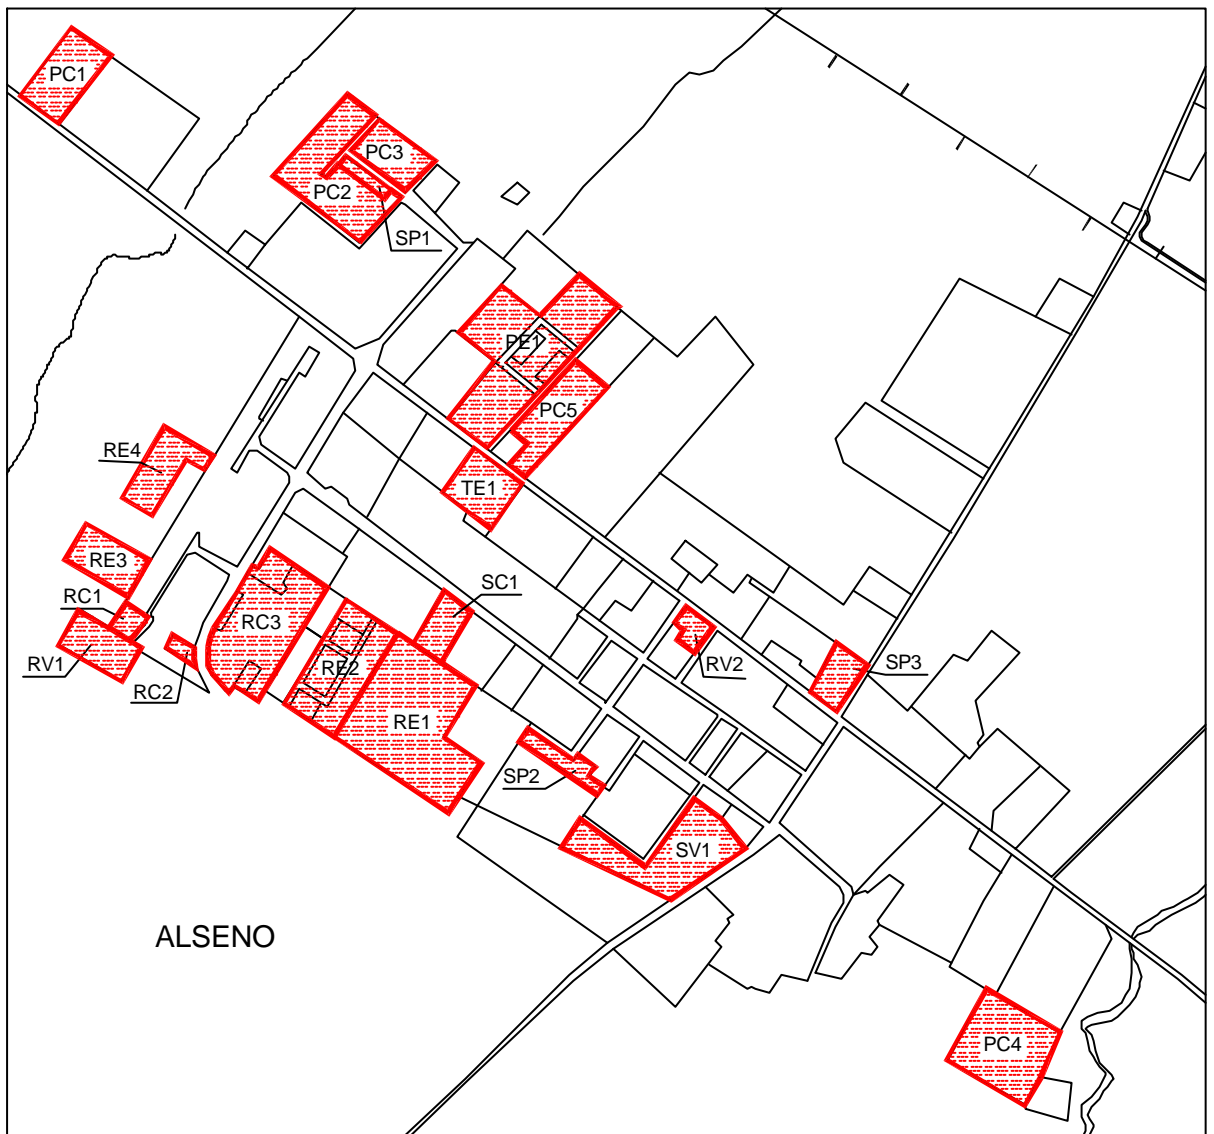 PC1
PC3
PC2
SP1
PE1
PC5
RE4
TE1
RE3
SC1
RC1
RC3
RV1
RE2
RV2
SP3
RC2
RE1
SP2
SV1
ALSENO
PC4